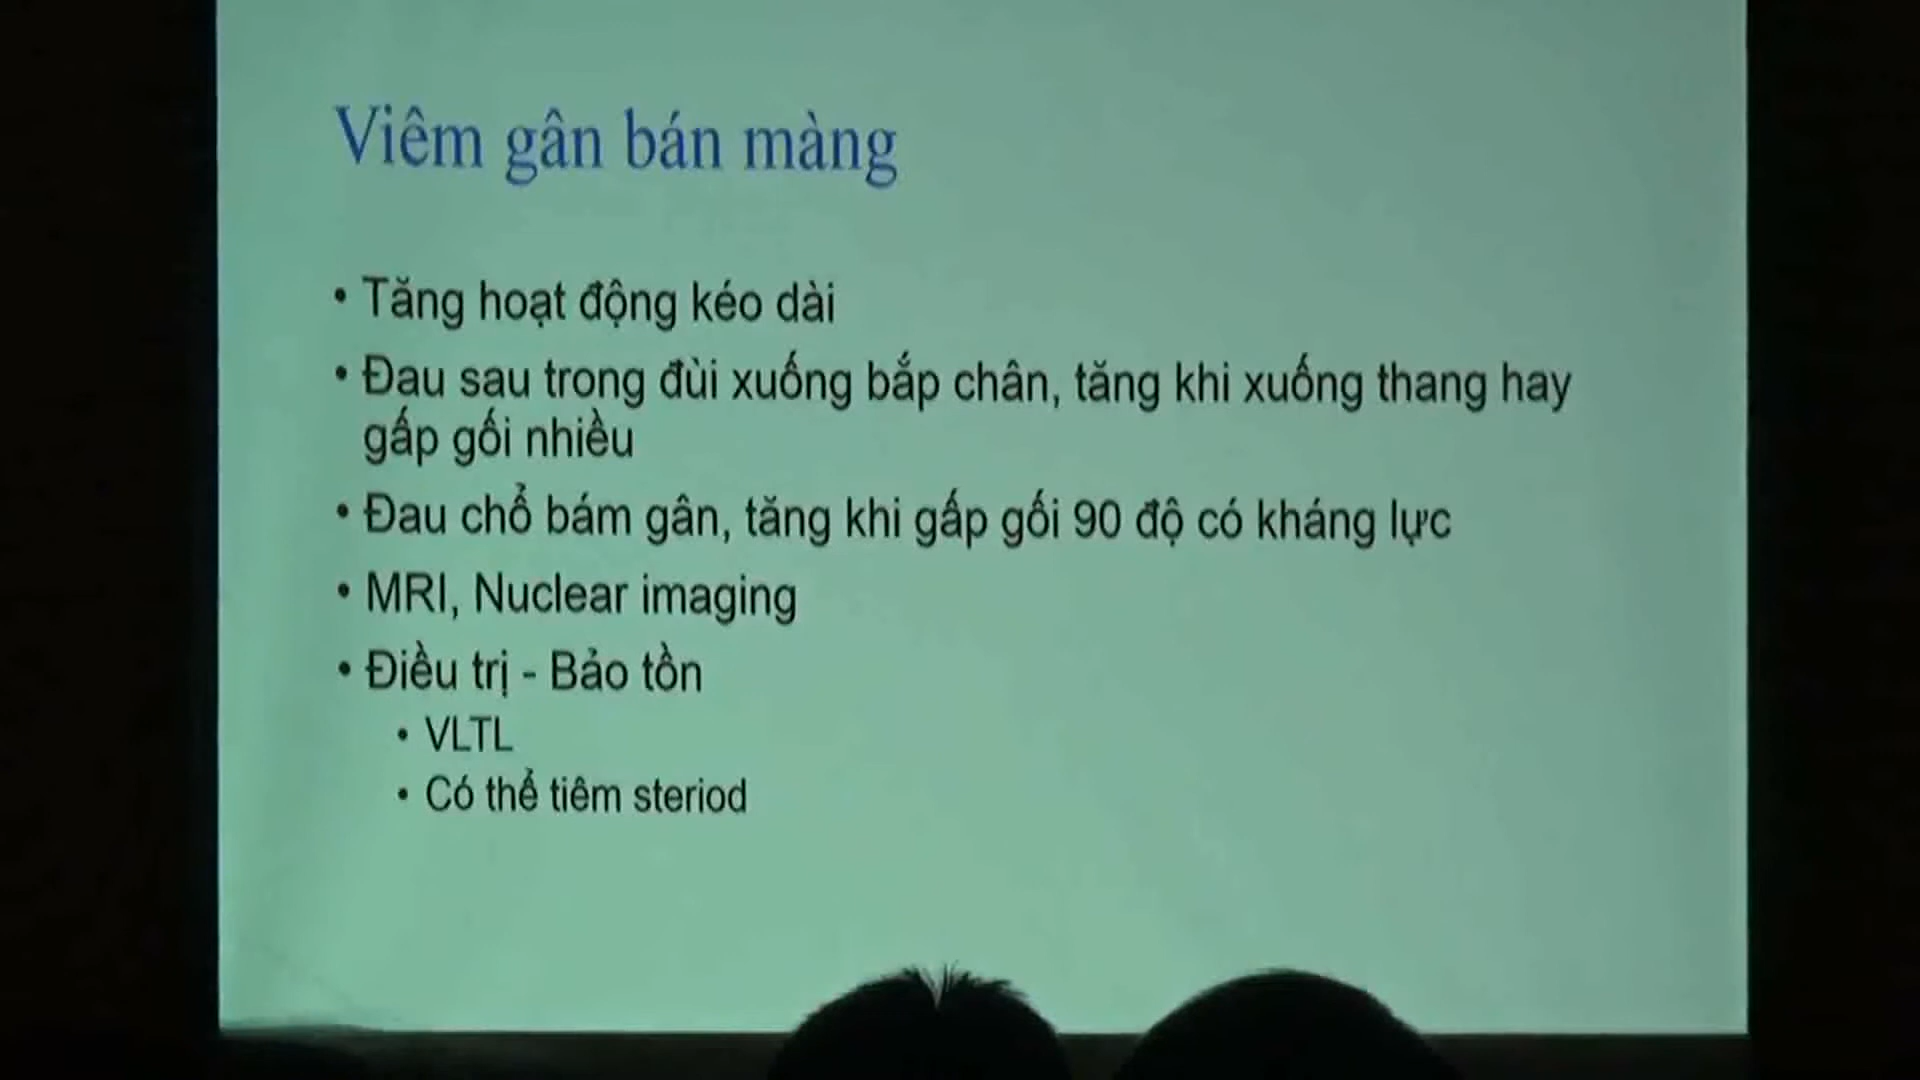 Viêm gân bán màng
• Tăng hoạt động kéo dài
• Đau sau trong đùi xuống bắp chân, tăng khi xuống thang hay
gấp gối nhiều
• Đau chổ bám gân, tăng khi gấp gối 90 độ có kháng lực
• MRI, Nuclear imaging
• Điều trị - Bảo tồn
• VLTL
• Có thể tiêm steriod